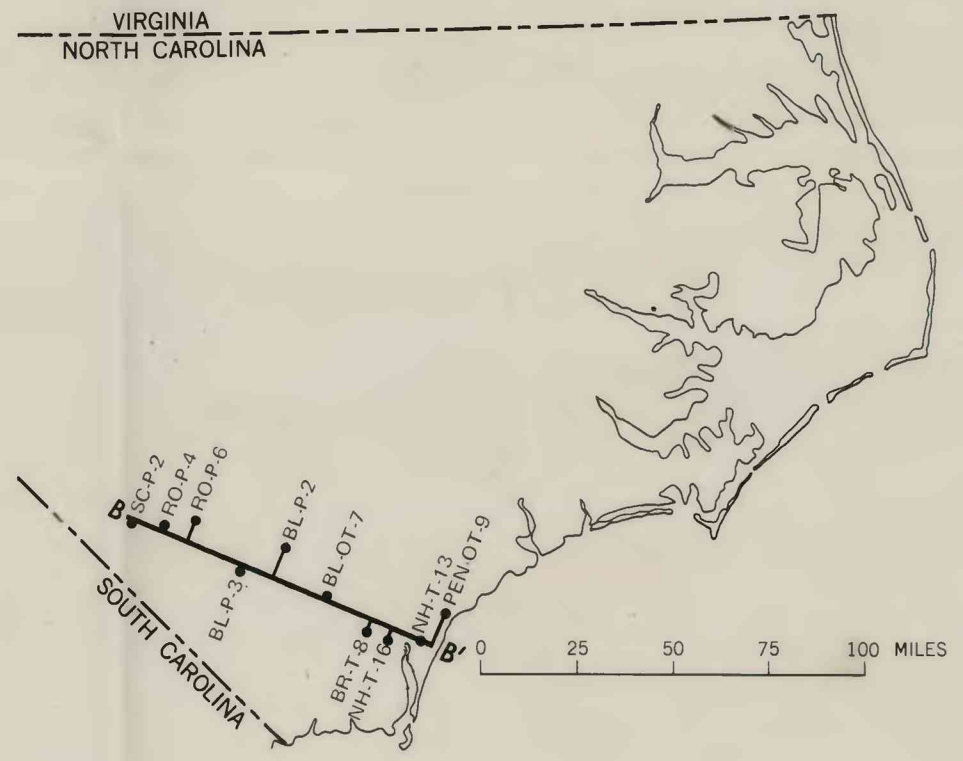 VIRGINIA
NORTH CAROLINA
B
SC-P-2
RO-P-4
RO-P-6
BL-P-3
BL-P-2
BL-OT-7
BR-T-8
NH-T-16
NH-T-13
PEN-OT-9
B'
SOUTH CAROLINA
0 25 50 75 100 MILES